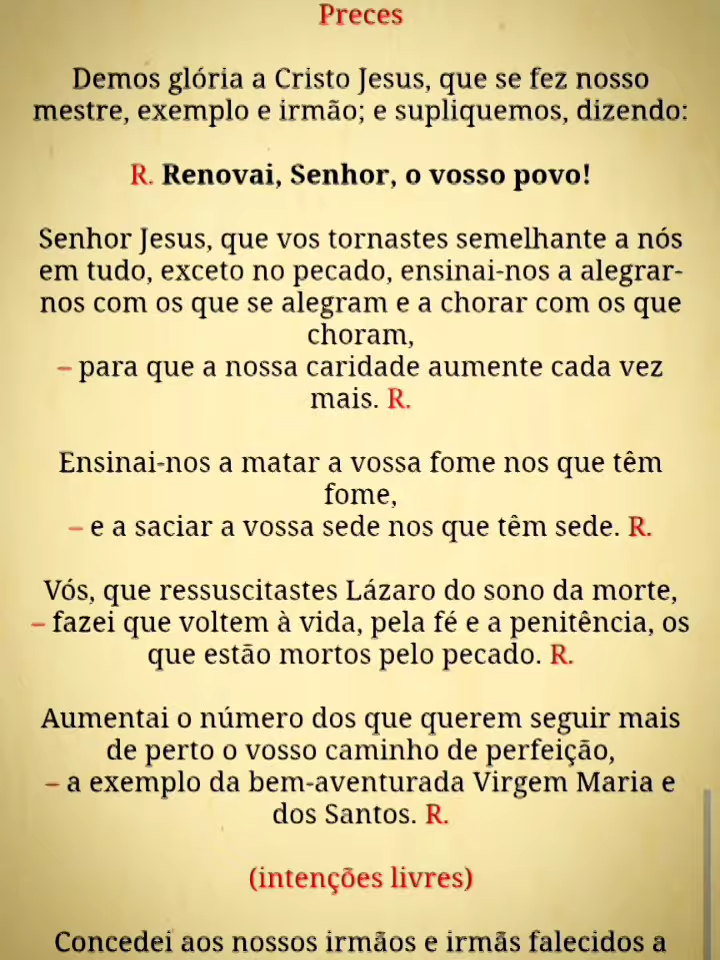 Preces
Demos glória a Cristo Jesus, que se fez nosso
mestre, exemplo e irmão; e supliquemos, dizendo:
R. Renovai, Senhor, o vosso povo!
Senhor Jesus, que vos tornastes semelhante a nós
em tudo, exceto no pecado, ensinai-nos a alegrar-
nos com os que se alegram e a chorar com os que
choram,
– para que a nossa caridade aumente cada vez
mais. R.
Ensinai-nos a matar a vossa fome nos que têm
fome,
– e a saciar a vossa sede nos que têm sede. R.
Vós, que ressuscitastes Lázaro do sono da morte,
– fazei que voltem à vida, pela fé e a penitência, os
que estão mortos pelo pecado. R.
Aumentai o número dos que querem seguir mais
de perto o vosso caminho de perfeição,
– a exemplo da bem-aventurada Virgem Maria e
dos Santos. R.
(intenções livres)
Concedei aos nossos irmãos e irmãs falecidos a